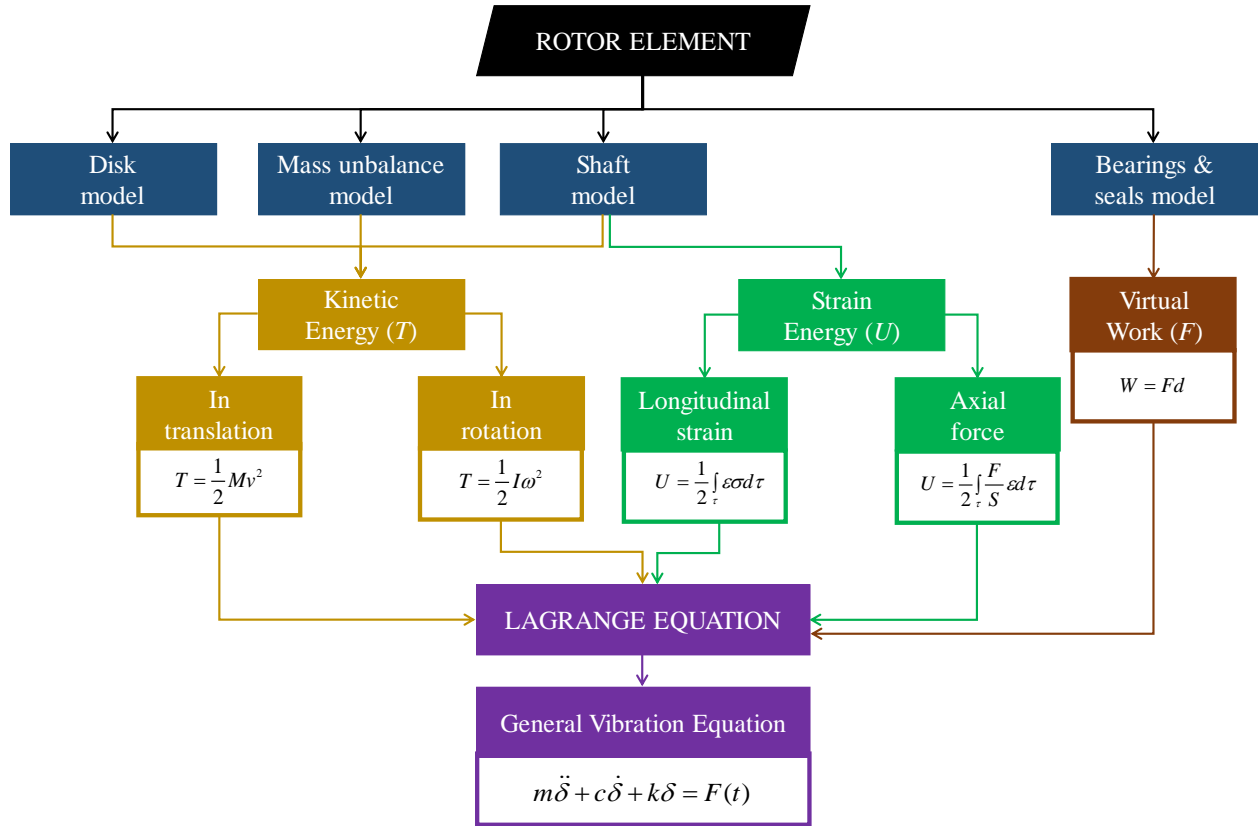 ROTOR ELEMENT
Disk
model
Mass unbalance
model
Shaft
model
Bearings &
seals model
Kinetic
Energy (T)
Strain
Energy (U)
Virtual
Work (F)
W = Fd
In
translation
T = 1/2 Mv²
In
rotation
T = 1/2 Iω²
Longitudinal
strain
U = 1/2 ∫τ εσdτ
Axial
force
U = 1/2 ∫τ F/S εdτ
LAGRANGE EQUATION
General Vibration Equation
mδ̈ + cδ̇ + kδ = F(t)